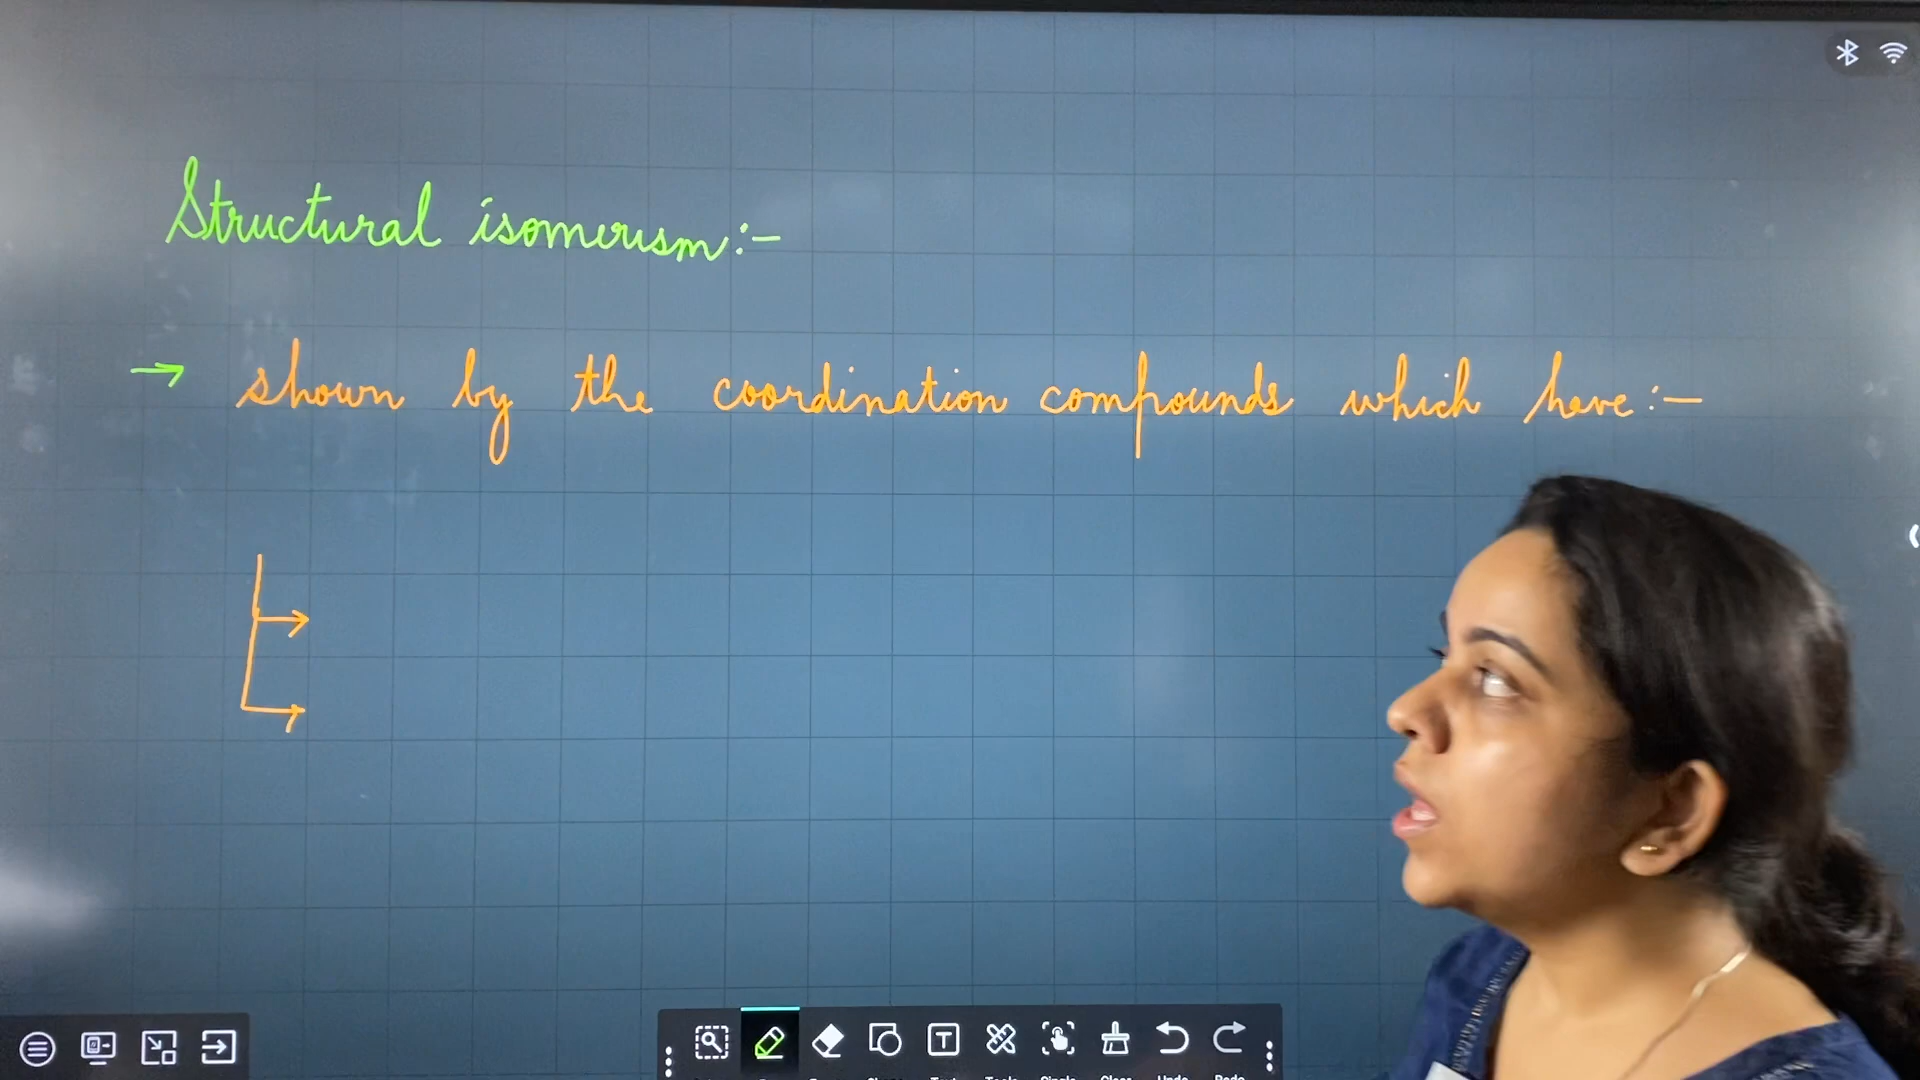 Structural isomerism:-
→ shown by the coordination compounds which have:-